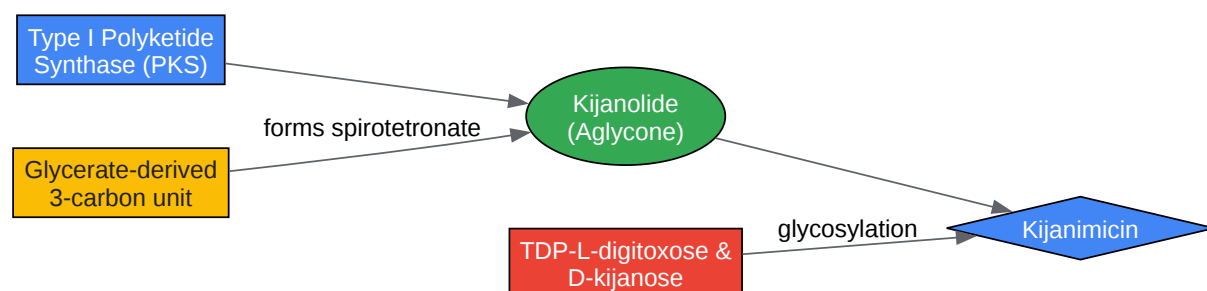 Type I Polyketide
Synthase (PKS)
Kijanolide
(Aglycone)
forms spirotetronate
Glycerate-derived
3-carbon unit
glycosylation
Kijanimicin
TDP-L-digitoxose &
D-kijanose